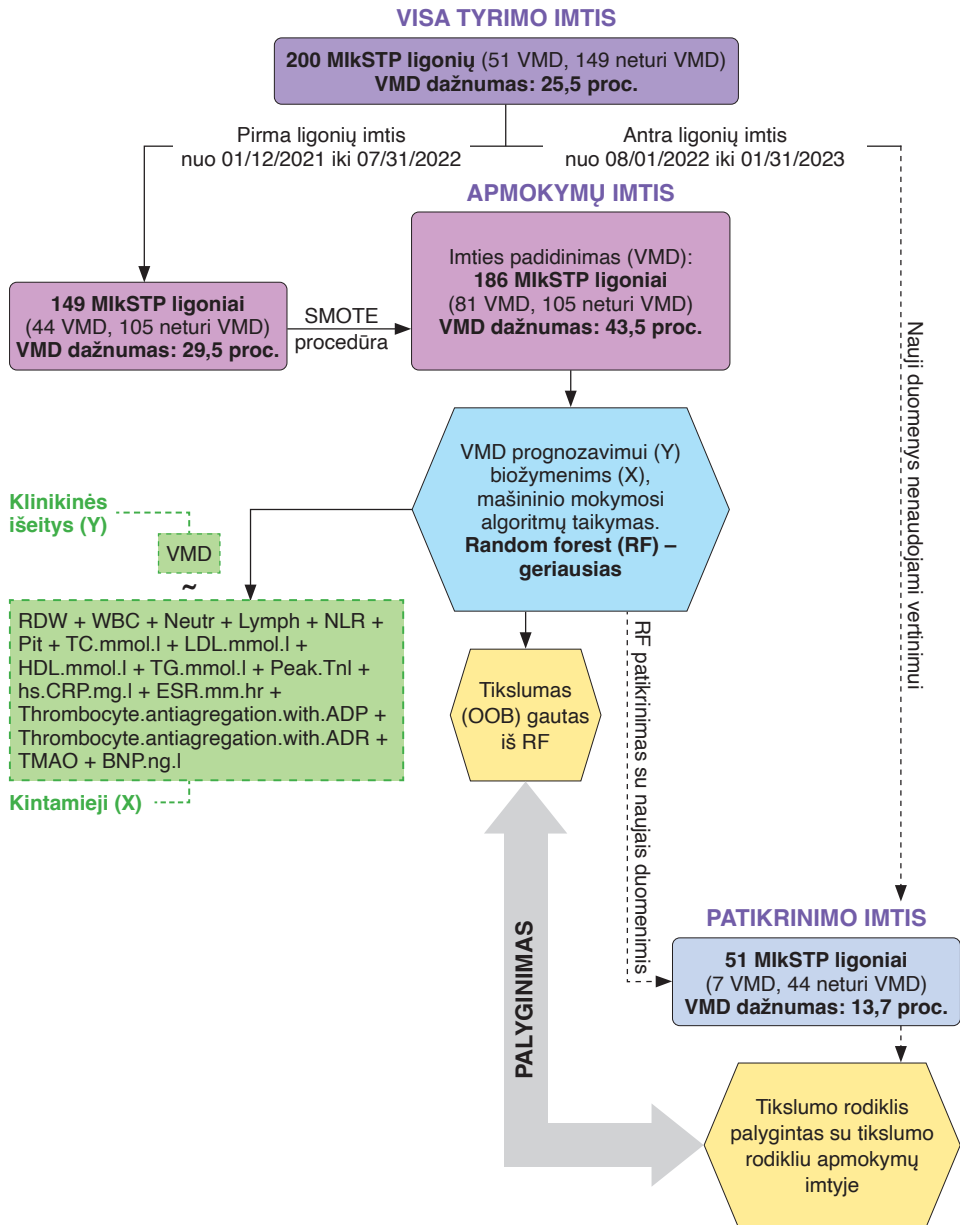 VISA TYRIMO IMTIS
200 MIkSTP ligonių (51 VMD, 149 neturi VMD)
VMD dažnumas: 25,5 proc.
Pirma ligonių imtis
nuo 01/12/2021 iki 07/31/2022
Antra ligonių imtis
nuo 08/01/2022 iki 01/31/2023
APMOKYMŲ IMTIS
149 MIkSTP ligoniai
(44 VMD, 105 neturi VMD)
VMD dažnumas: 29,5 proc.
SMOTE
procedūra
Imties padidinimas (VMD):
186 MIkSTP ligoniai
(81 VMD, 105 neturi VMD)
VMD dažnumas: 43,5 proc.
Nauji duomenys nenaudojami vertinimui
VMD prognozavimui (Y)
biožymenims (X),
mašininio mokymosi
algoritmų taikymas.
Random forest (RF) –
geriausias
Klinikinės
išeitys (Y)
VMD
~
RDW + WBC + Neutr + Lymph + NLR +
Pit + TC.mmol.l + LDL.mmol.l +
HDL.mmol.l + TG.mmol.l + Peak.Tnl +
hs.CRP.mg.l + ESR.mm.hr +
Thrombocyte.antiagregation.with.ADP +
Thrombocyte.antiagregation.with.ADR +
TMAO + BNP.ng.l
Kintamieji (X)
Tikslumas
(OOB) gautas
iš RF
RF patikrinimas su naujais duomenimis
PALYGINIMAS
PATIKRINIMO IMTIS
51 MIkSTP ligoniai
(7 VMD, 44 neturi VMD)
VMD dažnumas: 13,7 proc.
Tikslumo rodiklis
palygintas su tikslumo
rodikliu apmokymų
imtyje